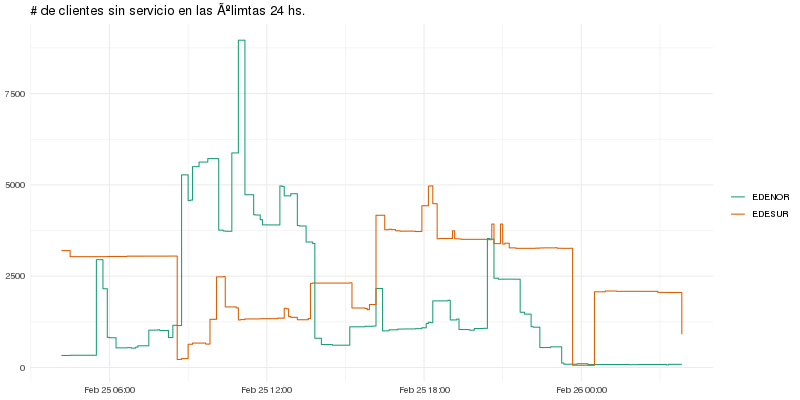 # de clientes sin servicio en las Ãºlimtas 24 hs.
7500
5000
2500
0
Feb 25 06:00
Feb 25 12:00
Feb 25 18:00
Feb 26 00:00
EDENOR
EDESUR